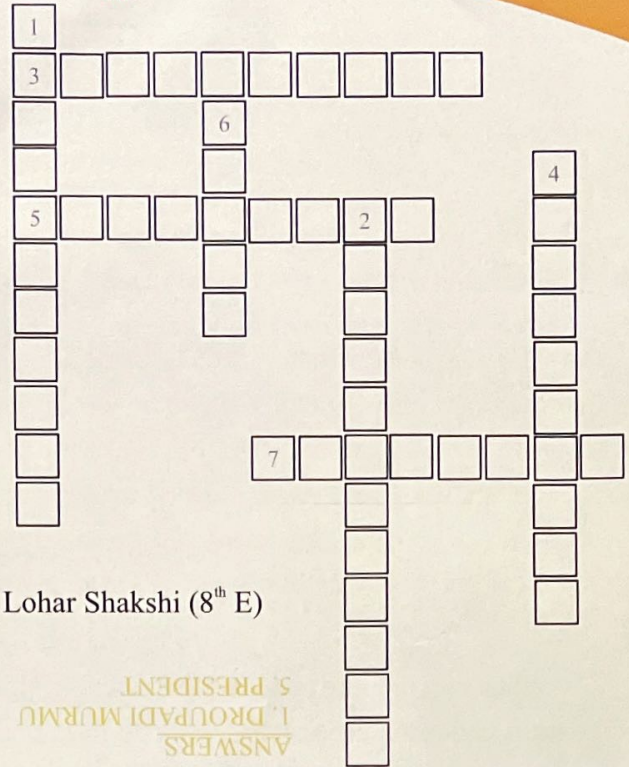 1
3
6
4
5 2
7
Lohar Shakshi (8th E)
ANSWERS
1. DROUPADI MURMU
5. PRESIDENT